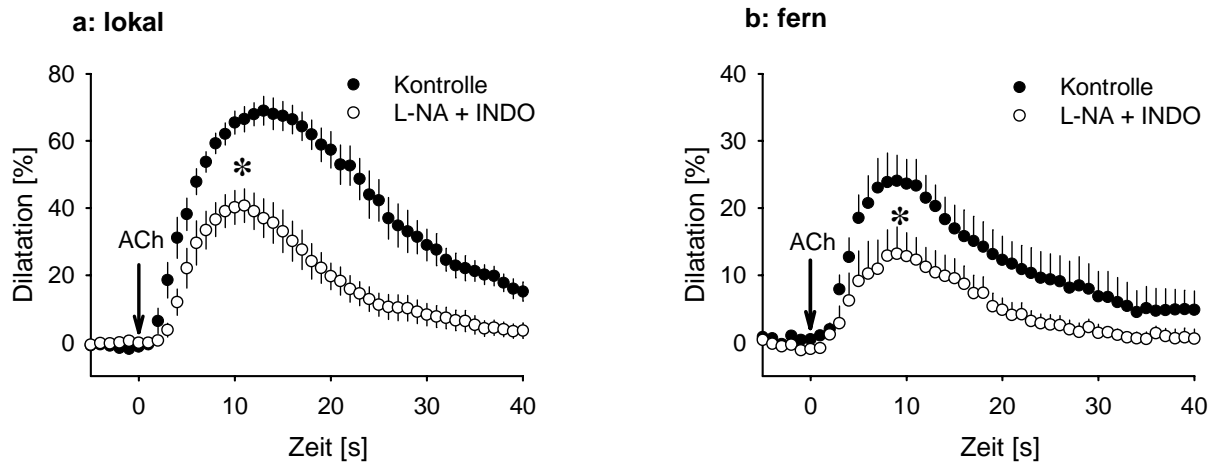 a: lokal
80
60
40
20
0
Dilatation [%]
Kontrolle
L-NA + INDO
*
ACh
0 10 20 30 40
Zeit [s]
b: fern
40
30
20
10
0
Dilatation [%]
Kontrolle
L-NA + INDO
*
ACh
0 10 20 30 40
Zeit [s]